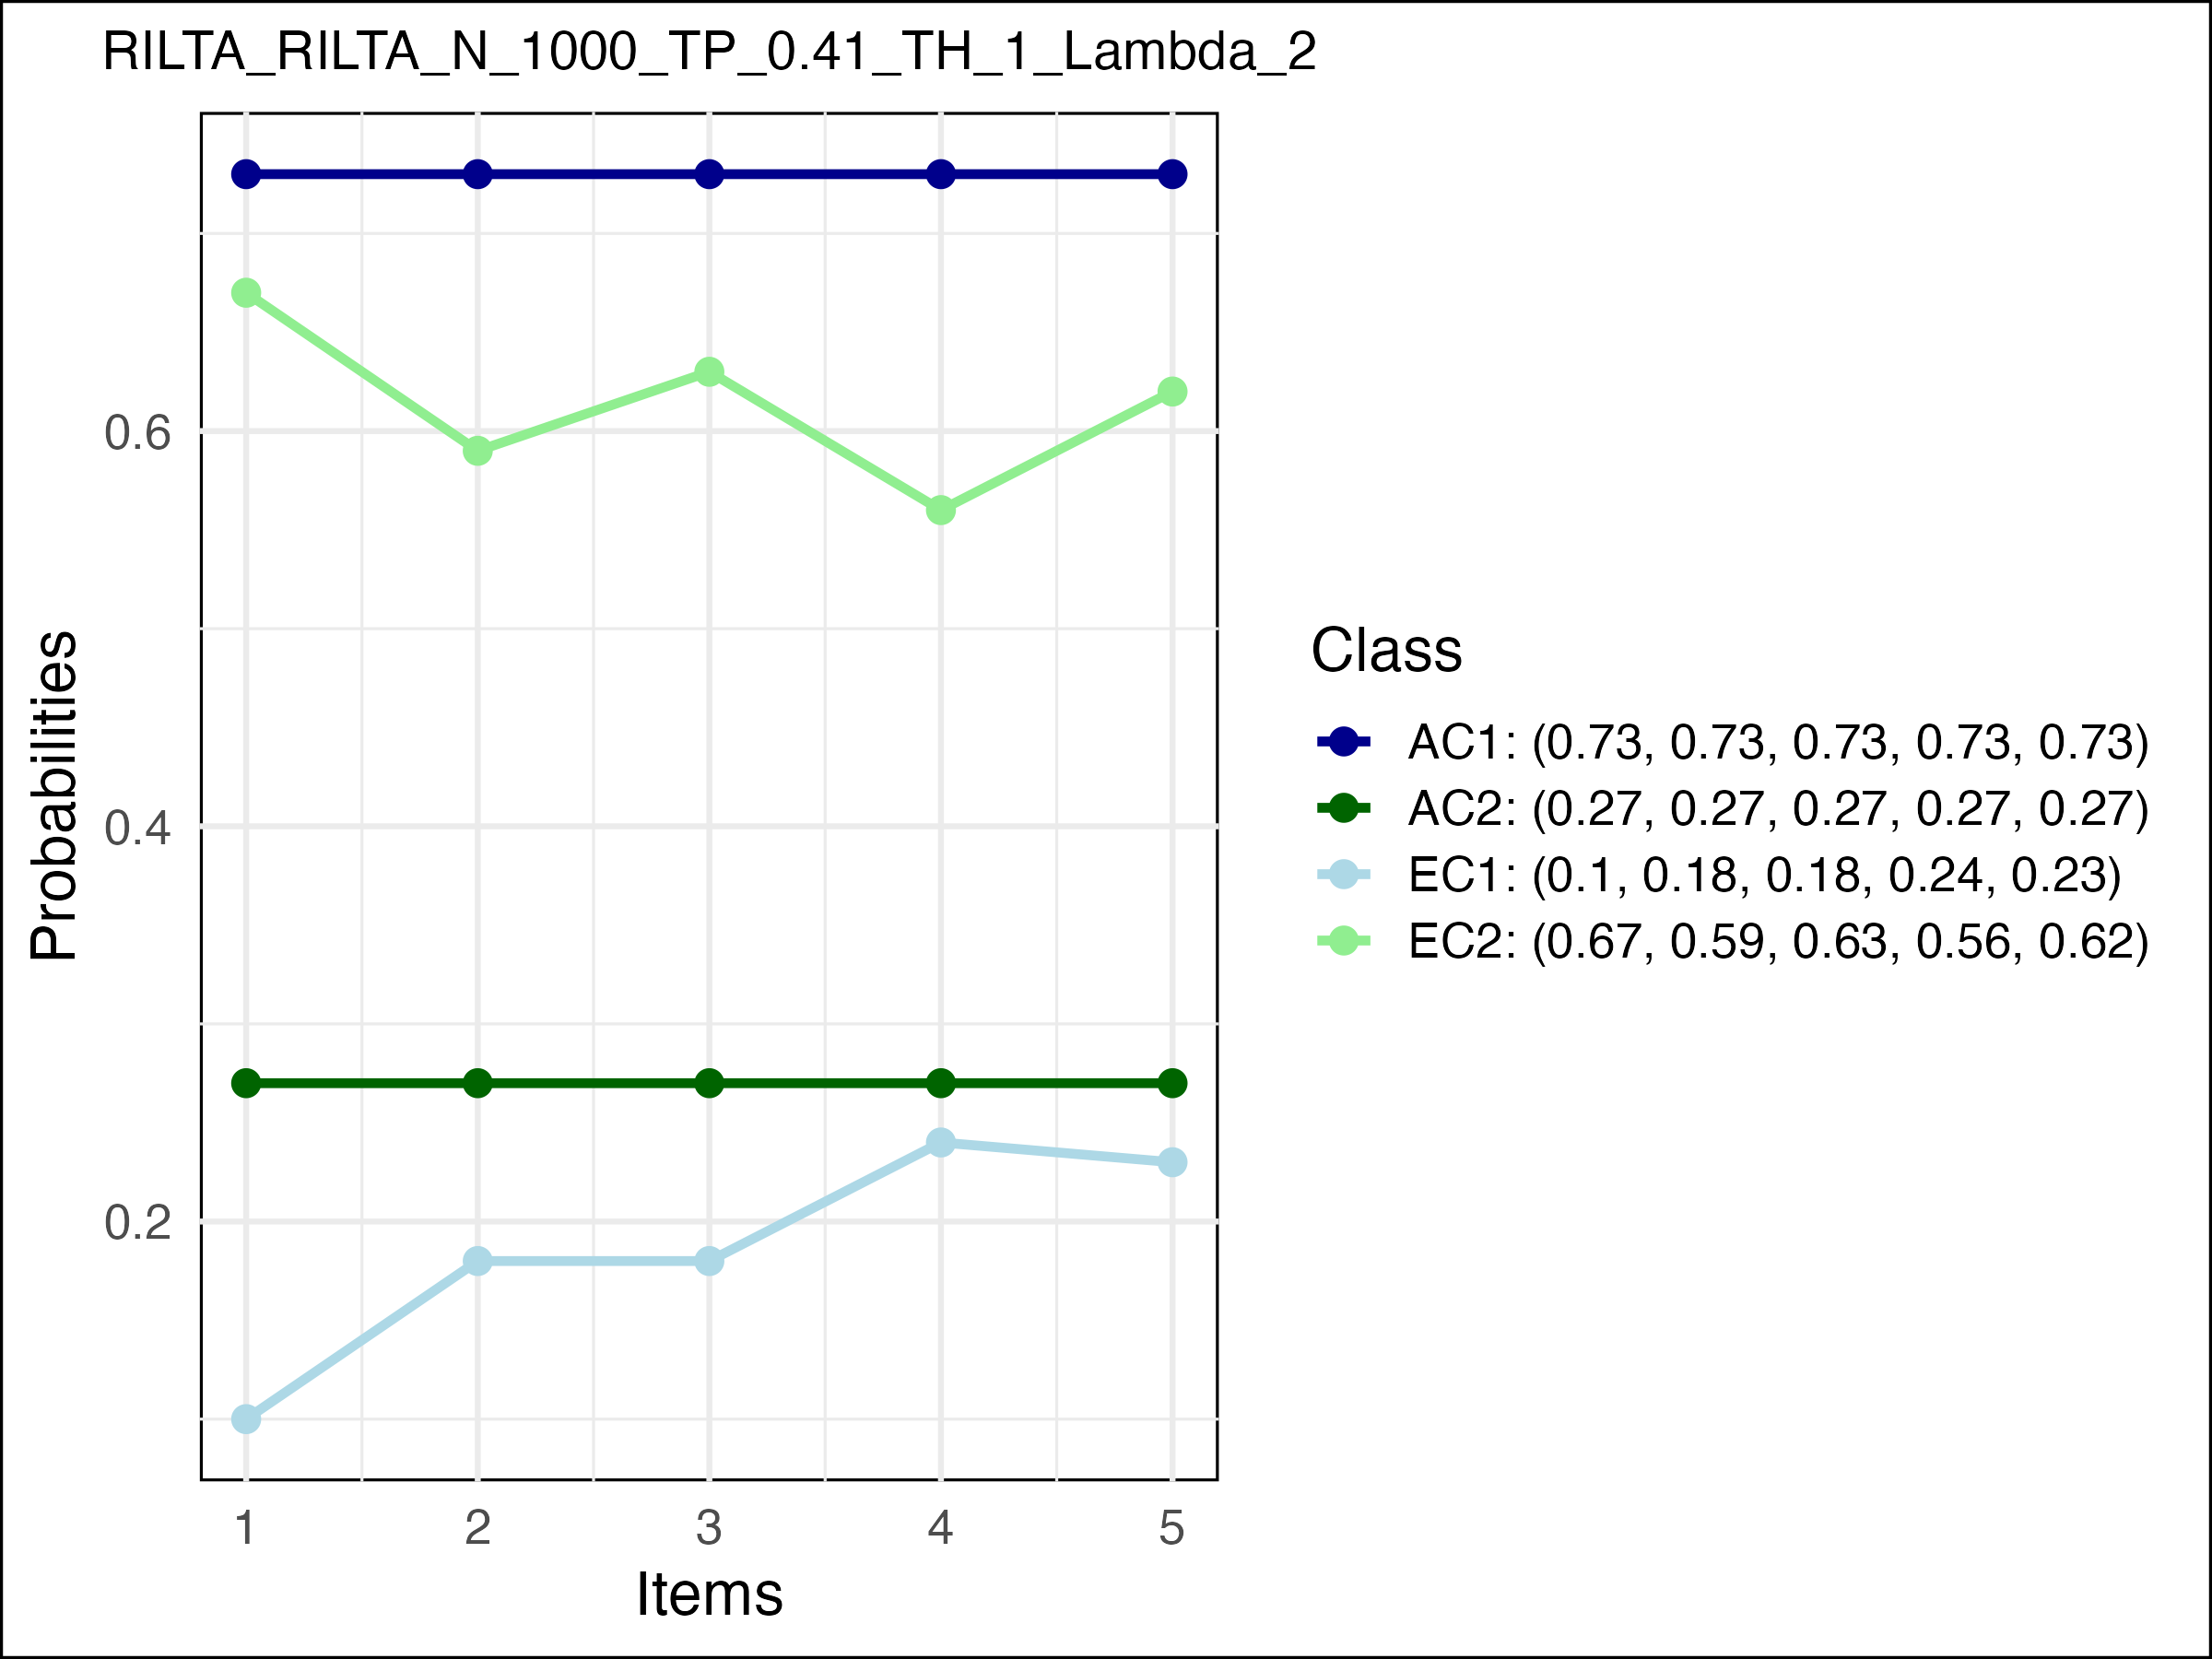 RILTA_RILTA_N_1000_TP_0.41_TH_1_Lambda_2
Probabilities
0.6
0.4
0.2
1 2 3 4 5
Items
Class
AC1: (0.73, 0.73, 0.73, 0.73, 0.73)
AC2: (0.27, 0.27, 0.27, 0.27, 0.27)
EC1: (0.1, 0.18, 0.18, 0.24, 0.23)
EC2: (0.67, 0.59, 0.63, 0.56, 0.62)